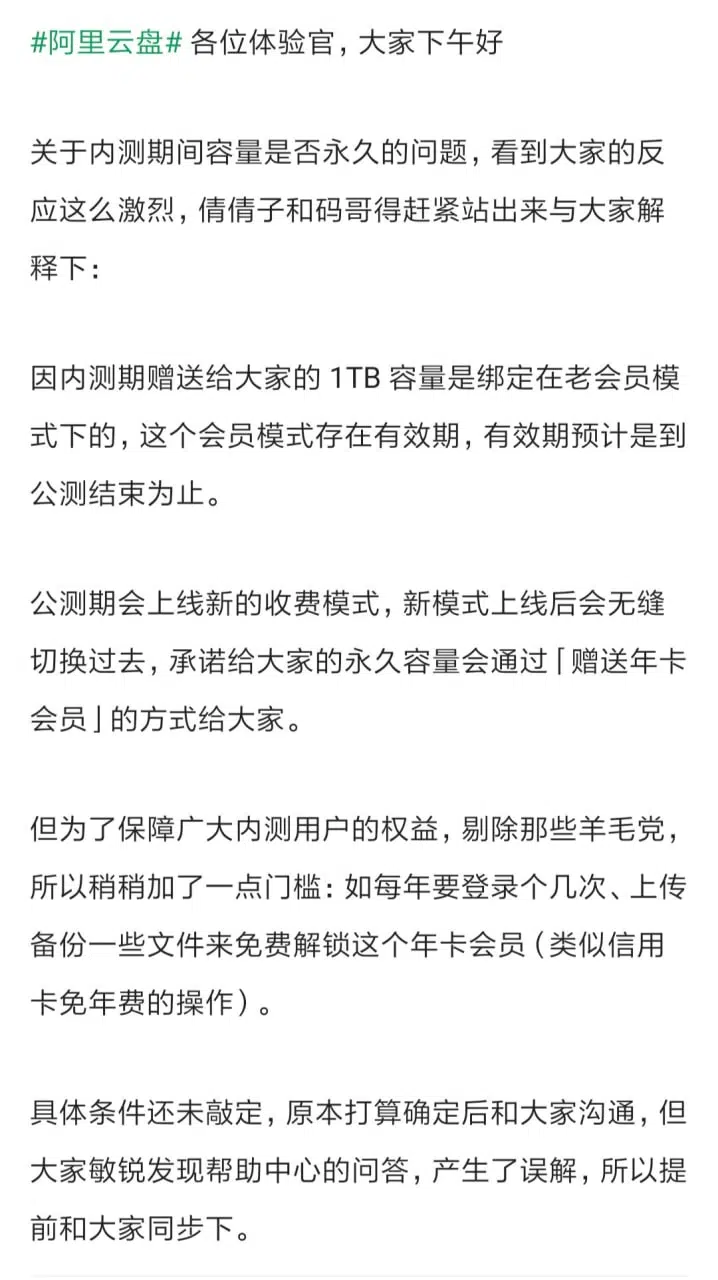 #阿里云盘# 各位体验官，大家下午好
关于内测期间容量是否永久的问题，看到大家的反
应这么激烈，倩倩子和码哥得赶紧站出来与大家解
释下：
因内测期赠送给大家的 1TB 容量是绑定在老会员模
式下的，这个会员模式存在有效期，有效期预计是到
公测结束为止。
公测期会上线新的收费模式，新模式上线后会无缝
切换过去，承诺给大家的永久容量会通过「赠送年卡
会员」的方式给大家。
但为了保障广大内测用户的权益，剔除那些羊毛党，
所以稍稍加了一点门槛：如每年要登录个几次、上传
备份一些文件来免费解锁这个年卡会员（类似信用
卡免年费的操作）。
具体条件还未敲定，原本打算确定后和大家沟通，但
大家敏锐发现帮助中心的问答，产生了误解，所以提
前和大家同步下。